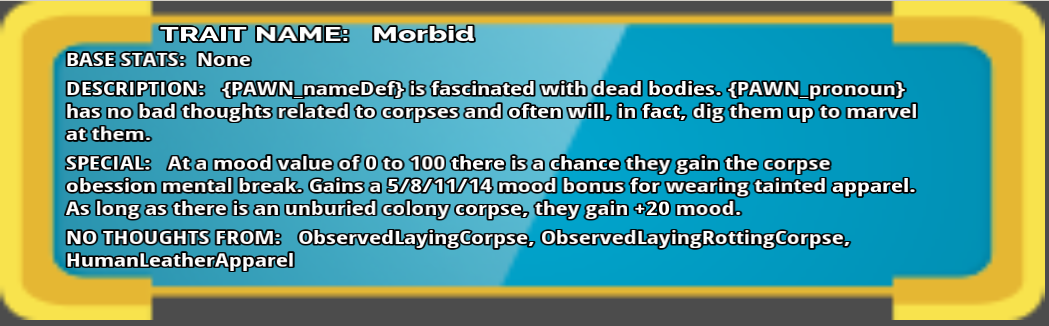 TRAIT NAME: Morbid
BASE STATS: None
DESCRIPTION: {PAWN_nameDef} is fascinated with dead bodies. {PAWN_pronoun}
has no bad thoughts related to corpses and often will, in fact, dig them up to marvel
at them.
SPECIAL: At a mood value of 0 to 100 there is a chance they gain the corpse
obession mental break. Gains a 5/8/11/14 mood bonus for wearing tainted apparel.
As long as there is an unburied colony corpse, they gain +20 mood.
NO THOUGHTS FROM: ObservedLayingCorpse, ObservedLayingRottingCorpse,
HumanLeatherApparel